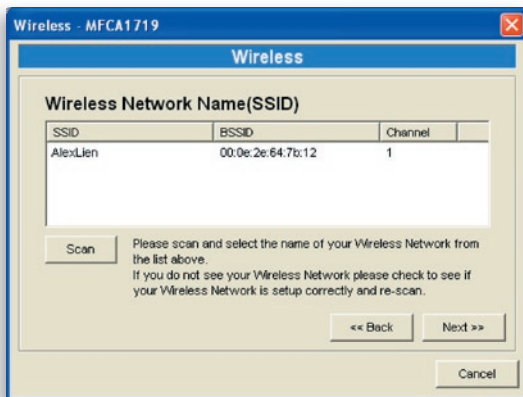 Wireless - MFCA1719
Wireless
Wireless Network Name(SSID)
SSID BSSID Channel
AlexLien 00:0e:2e:64:7b:12 1
Scan
Please scan and select the name of your Wireless Network from
the list above.
If you do not see your Wireless Network please check to see if
your Wireless Network is setup correctly and re-scan.
<< Back Next >>
Cancel